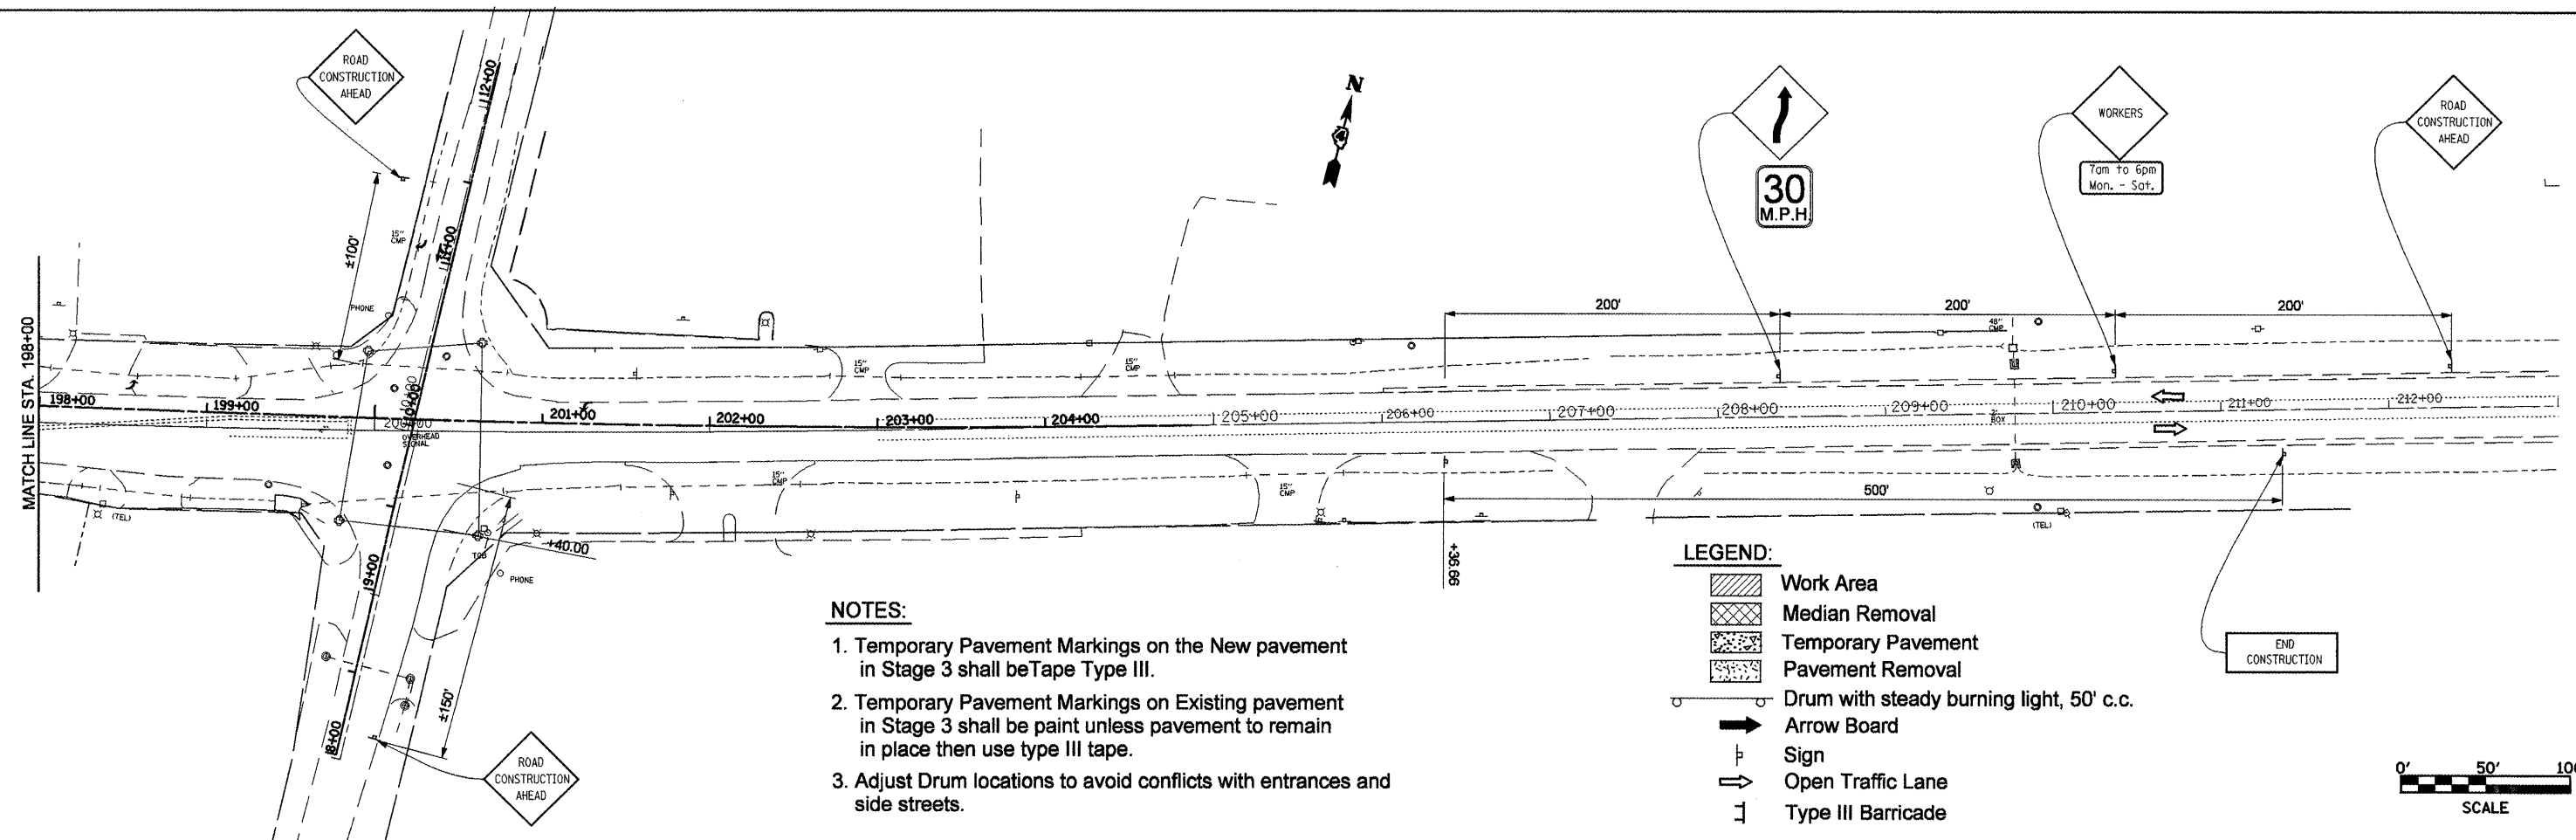 ROAD
CONSTRUCTION
AHEAD
112+00
N
WORKERS
7am to 6pm
Mon. - Sat.
30
M.P.H.
ROAD
CONSTRUCTION
AHEAD
15"
CMP
±100'
PHONE
200'
200'
200'
48"
CMP
15"
CMP
15"
CMP
MATCH LINE STA. 198+00
198+00
199+00
201+00
202+00
203+00
204+00
205+00
206+00
207+00
208+00
209+00
210+00
211+00
212+00
OVERHEAD
SIGNAL
BOX
15"
CMP
15"
CMP
500'
(TEL)
(TEL)
+40.00
PHONE
+36.66
±150'
ROAD
CONSTRUCTION
AHEAD
END
CONSTRUCTION
NOTES:
1. Temporary Pavement Markings on the New pavement
in Stage 3 shall beTape Type III.
2. Temporary Pavement Markings on Existing pavement
in Stage 3 shall be paint unless pavement to remain
in place then use type III tape.
3. Adjust Drum locations to avoid conflicts with entrances and
side streets.
LEGEND:
Work Area
Median Removal
Temporary Pavement
Pavement Removal
Drum with steady burning light, 50' c.c.
Arrow Board
Sign
Open Traffic Lane
Type III Barricade
0' 50'
SCALE